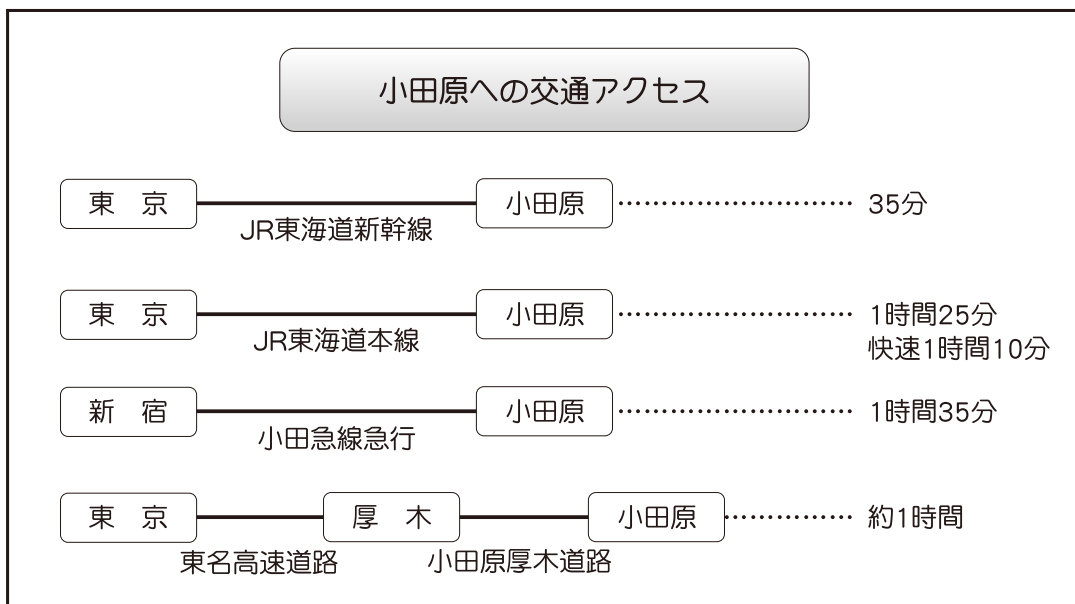 小田原への交通アクセス
東　京 小田原 35分
JR東海道新幹線
東　京 小田原 1時間25分
JR東海道本線 快速1時間10分
新　宿 小田原 1時間35分
小田急線急行
東　京 厚　木 小田原 約1時間
東名高速道路 小田原厚木道路